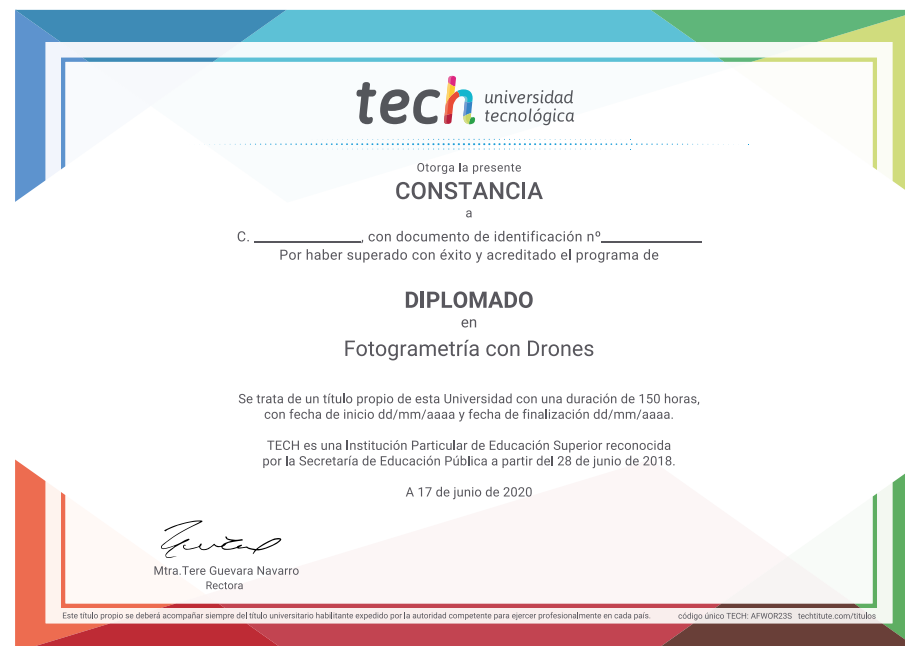 tech universidad
tecnológica
Otorga la presente
CONSTANCIA
a
C. ____________, con documento de identificación nº____________
Por haber superado con éxito y acreditado el programa de
DIPLOMADO
en
Fotogrametría con Drones
Se trata de un título propio de esta Universidad con una duración de 150 horas,
con fecha de inicio dd/mm/aaaa y fecha de finalización dd/mm/aaaa.
TECH es una Institución Particular de Educación Superior reconocida
por la Secretaría de Educación Pública a partir del 28 de junio de 2018.
A 17 de junio de 2020
Mtra.Tere Guevara Navarro
Rectora
Este título propio se deberá acompañar siempre del título universitario habilitante expedido por la autoridad competente para ejercer profesionalmente en cada país. código único TECH: AFWOR23S techtitute.com/titulos